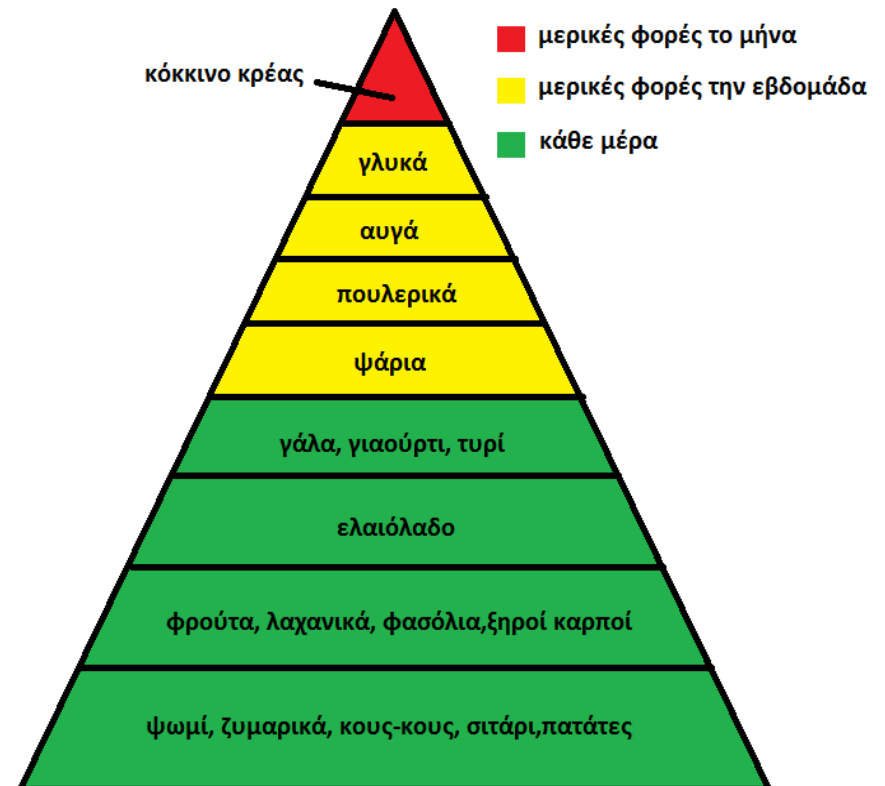 μερικές φορές το μήνα
κόκκινο κρέας
μερικές φορές την εβδομάδα
κάθε μέρα
γλυκά
αυγά
πουλερικά
ψάρια
γάλα, γιαούρτι, τυρί
ελαιόλαδο
φρούτα, λαχανικά, φασόλια,ξηροί καρποί
ψωμί, ζυμαρικά, κους-κους, σιτάρι,πατάτες